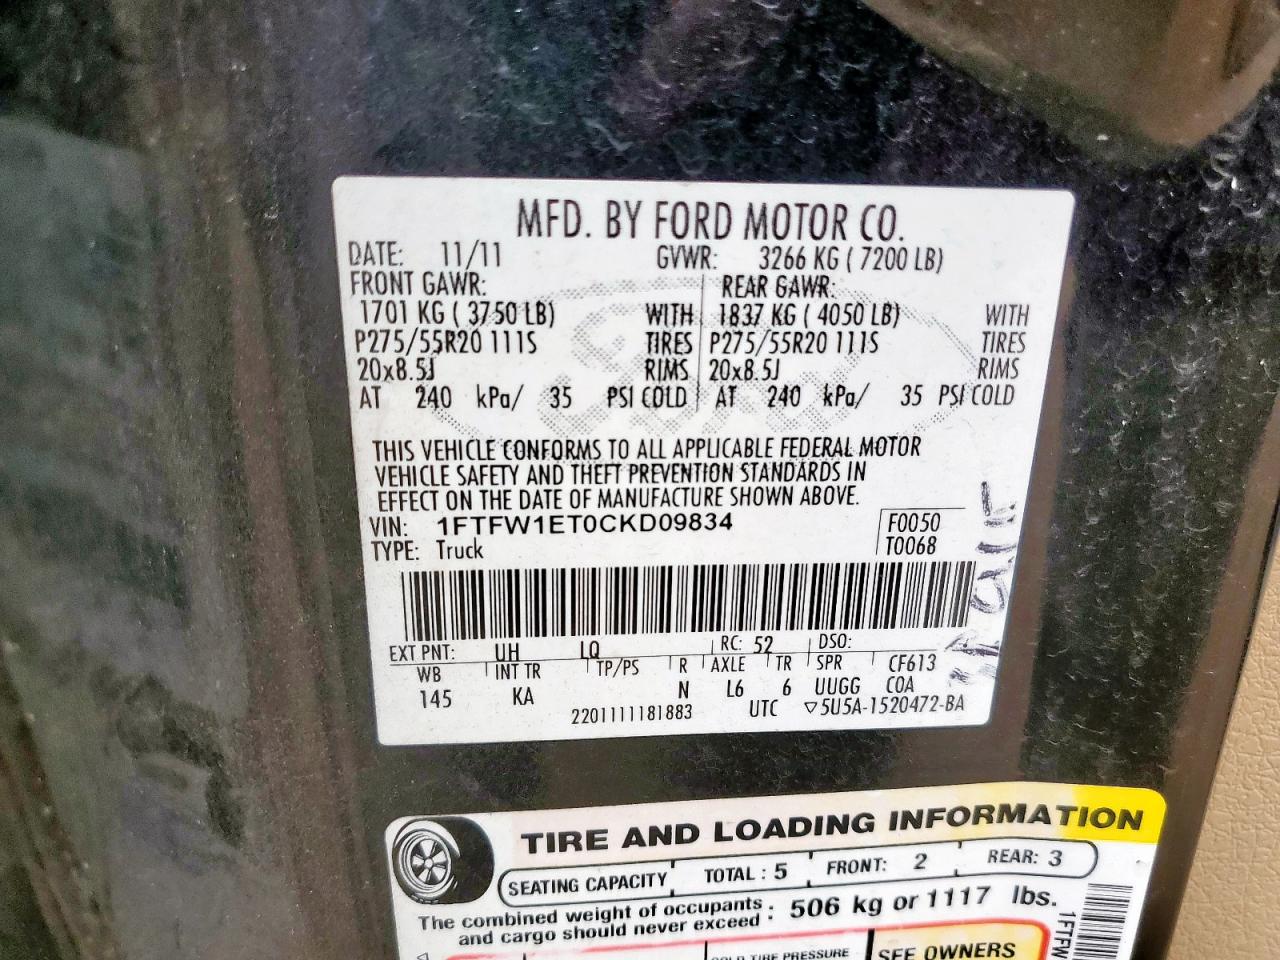 MFD. BY FORD MOTOR CO.
DATE: 11/11 GVWR: 3266 KG ( 7200 LB)
FRONT GAWR: REAR GAWR:
1701 KG ( 3750 LB) WITH 1837 KG ( 4050 LB) WITH
P275/55R20 111S TIRES P275/55R20 111S TIRES
20x8.5J RIMS 20x8.5J RIMS
AT 240 kPa/ 35 PSI COLD AT 240 kPa/ 35 PSI COLD
THIS VEHICLE CONFORMS TO ALL APPLICABLE FEDERAL MOTOR
VEHICLE SAFETY AND THEFT PREVENTION STANDARDS IN
EFFECT ON THE DATE OF MANUFACTURE SHOWN ABOVE.
VIN: 1FTFW1ET0CKD09834 F0050
TYPE: Truck T0068
EXT PNT: UH LQ RC: 52 DSO:
WB INT TR TP/PS R AXLE TR SPR CF613
145 KA N L6 6 UUGG COA
2201111181883 UTC ▽5U5A-1520472-BA
TIRE AND LOADING INFORMATION
SEATING CAPACITY TOTAL : 5 FRONT: 2 REAR: 3
The combined weight of occupants : 506 kg or 1117 lbs.
and cargo should never exceed
TIRE PRESSURE SEE OWNERS
1FTFW